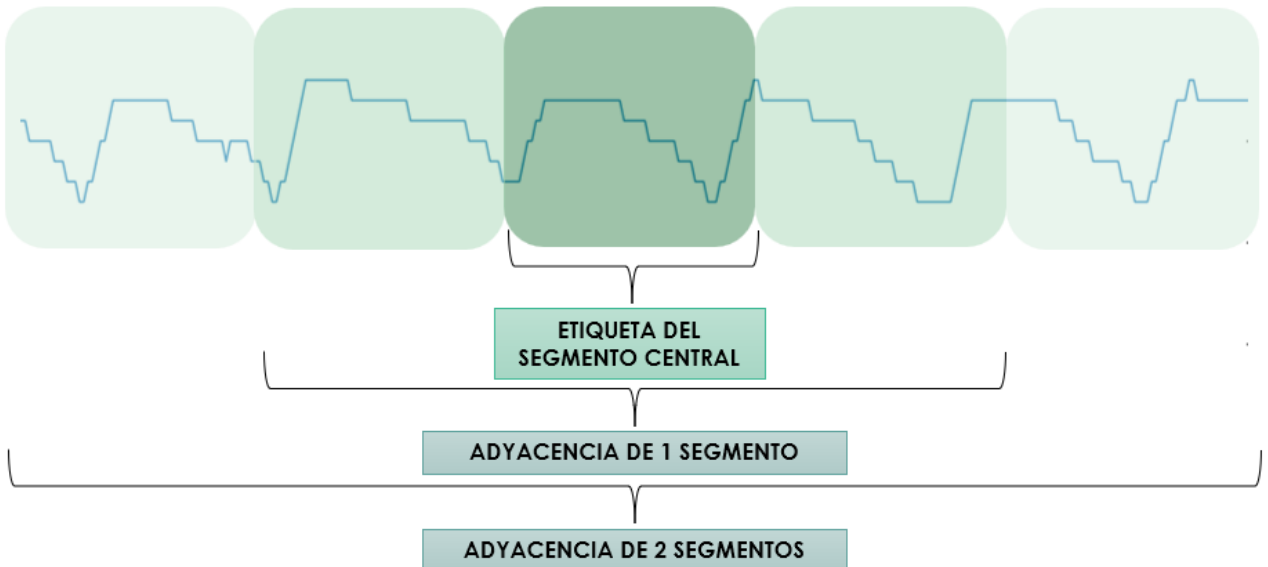 ETIQUETA DEL
SEGMENTO CENTRAL
ADYACENCIA DE 1 SEGMENTO
ADYACENCIA DE 2 SEGMENTOS